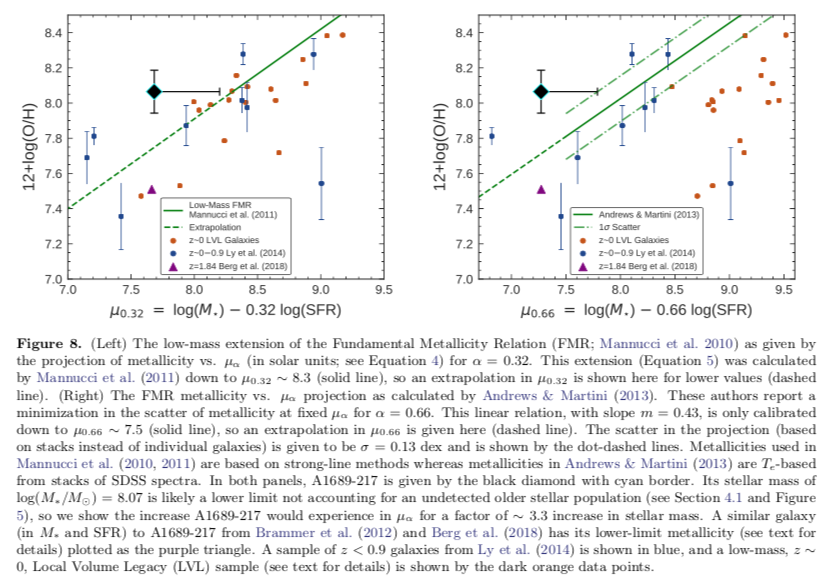 8.4
8.2
8.0
7.8
7.6
7.4
7.2
7.0
12+log(O/H)
Low-Mass FMR
Mannucci et al. (2011)
Extrapolation
z~0 LVL Galaxies
z~0−0.9 Ly et al. (2014)
z=1.84 Berg et al. (2018)
7.0 7.5 8.0 8.5 9.0 9.5
μ0.32 = log(M⋆) − 0.32 log(SFR)
8.4
8.2
8.0
7.8
7.6
7.4
7.2
7.0
12+log(O/H)
Andrews & Martini (2013)
1σ Scatter
z~0 LVL Galaxies
z~0−0.9 Ly et al. (2014)
z=1.84 Berg et al. (2018)
7.0 7.5 8.0 8.5 9.0 9.5
μ0.66 = log(M⋆) − 0.66 log(SFR)
Figure 8. (Left) The low-mass extension of the Fundamental Metallicity Relation (FMR; Mannucci et al. 2010) as given by
the projection of metallicity vs. μα (in solar units; see Equation 4) for α = 0.32. This extension (Equation 5) was calculated
by Mannucci et al. (2011) down to μ0.32 ∼ 8.3 (solid line), so an extrapolation in μ0.32 is shown here for lower values (dashed
line). (Right) The FMR metallicity vs. μα projection as calculated by Andrews & Martini (2013). These authors report a
minimization in the scatter of metallicity at fixed μα for α = 0.66. This linear relation, with slope m = 0.43, is only calibrated
down to μ0.66 ∼ 7.5 (solid line), so an extrapolation in μ0.66 is given here (dashed line). The scatter in the projection (based
on stacks instead of individual galaxies) is given to be σ = 0.13 dex and is shown by the dot-dashed lines. Metallicities used in
Mannucci et al. (2010, 2011) are based on strong-line methods whereas metallicities in Andrews & Martini (2013) are Te-based
from stacks of SDSS spectra. In both panels, A1689-217 is given by the black diamond with cyan border. Its stellar mass of
log(M∗/M⊙) = 8.07 is likely a lower limit not accounting for an undetected older stellar population (see Section 4.1 and Figure
5), so we show the increase A1689-217 would experience in μα for a factor of ∼ 3.3 increase in stellar mass. A similar galaxy
(in M∗ and SFR) to A1689-217 from Brammer et al. (2012) and Berg et al. (2018) has its lower-limit metallicity (see text for
details) plotted as the purple triangle. A sample of z < 0.9 galaxies from Ly et al. (2014) is shown in blue, and a low-mass, z ∼
0, Local Volume Legacy (LVL) sample (see text for details) is shown by the dark orange data points.